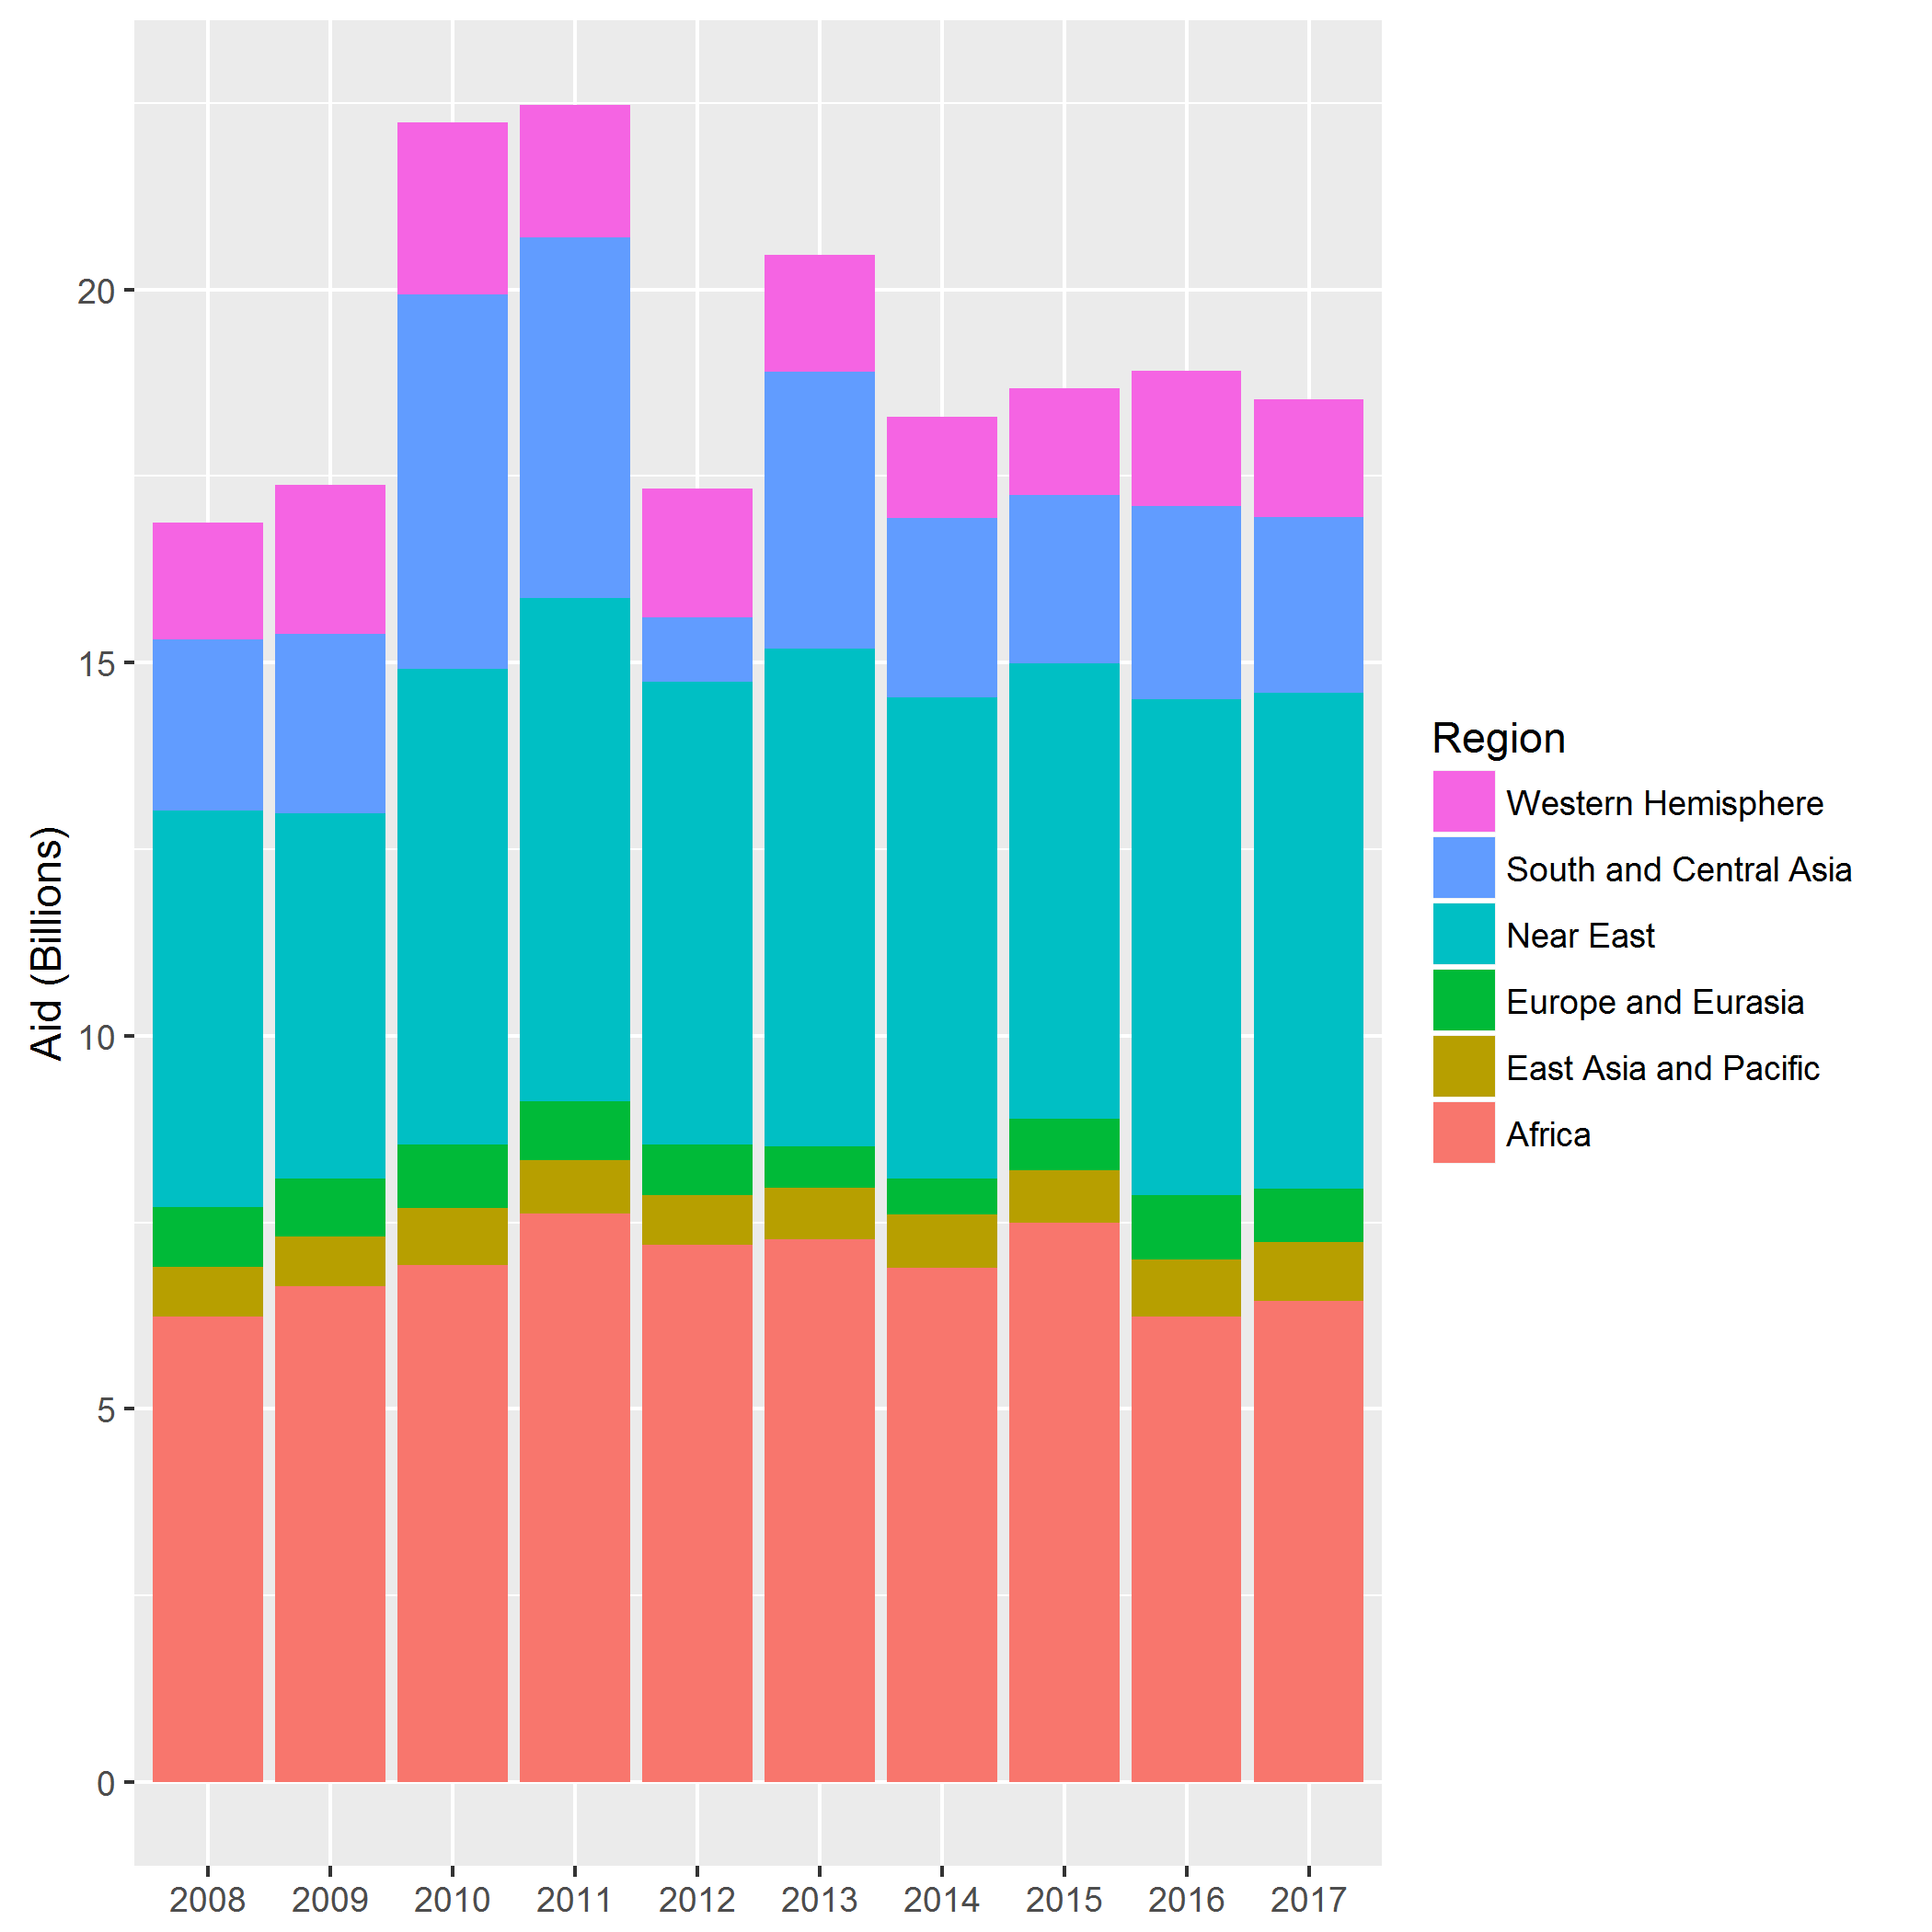 Aid (Billions)
20
15
10
5
0
2008 2009 2010 2011 2012 2013 2014 2015 2016 2017
Region
Western Hemisphere
South and Central Asia
Near East
Europe and Eurasia
East Asia and Pacific
Africa